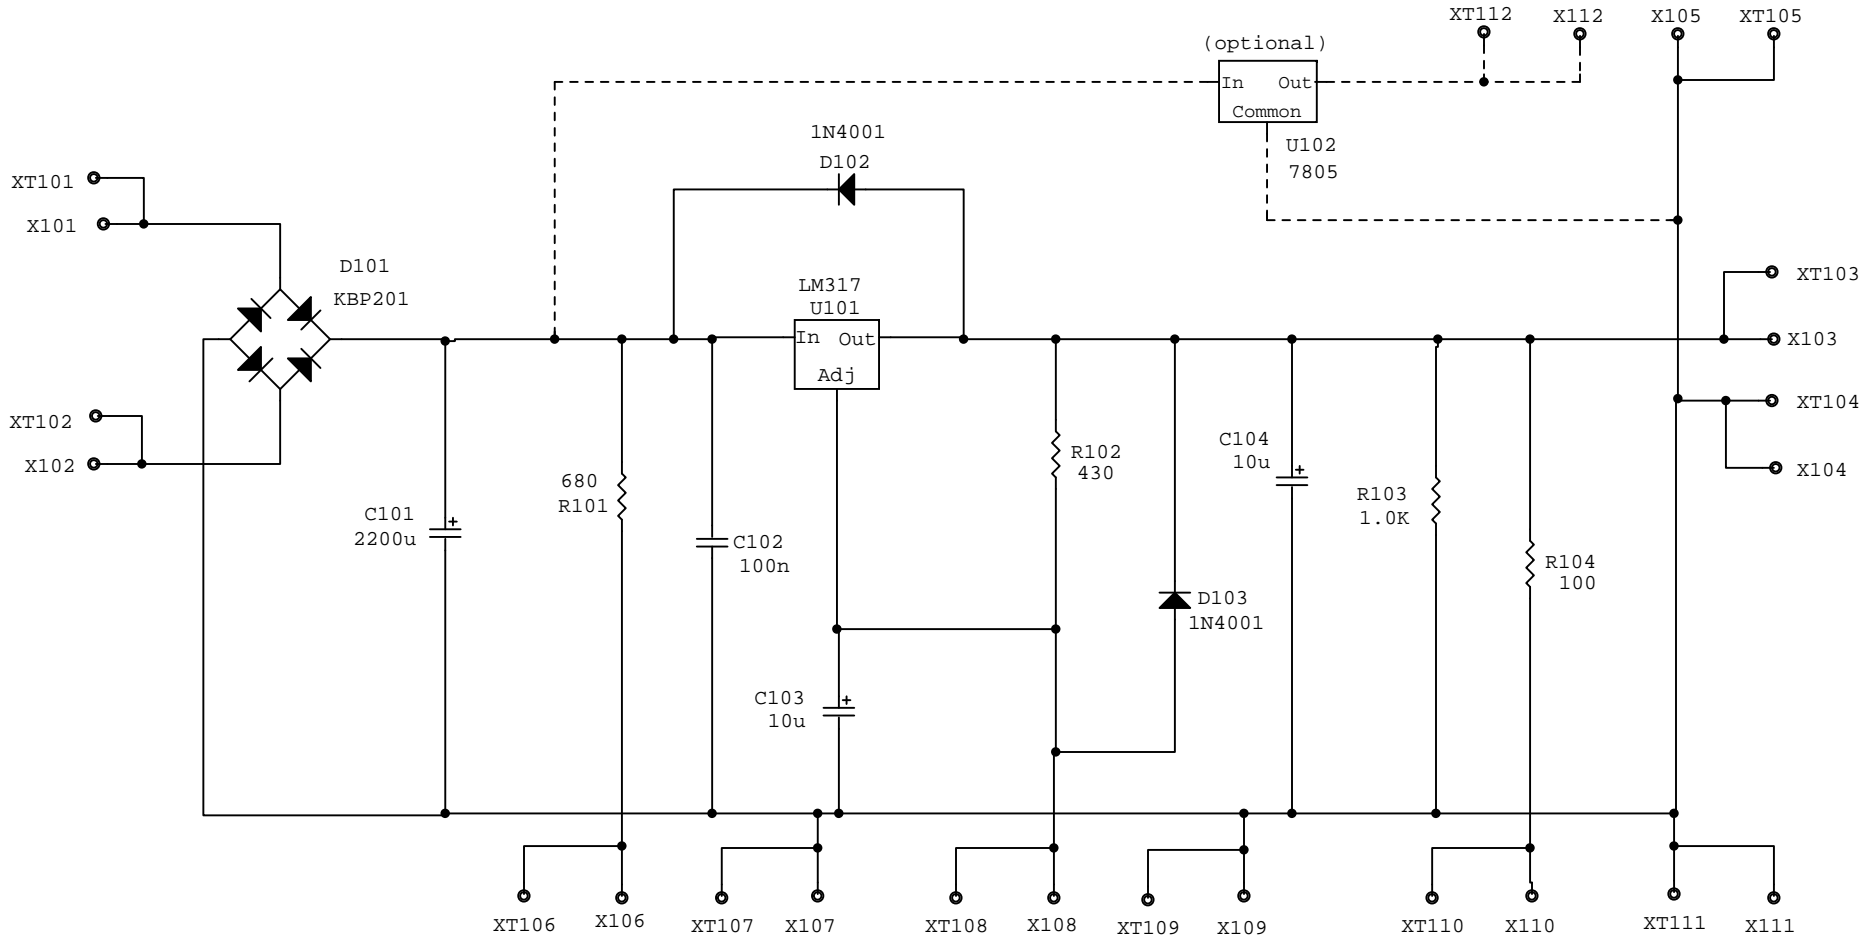 XT112
X112
X105
XT105
(optional)
In
Out
Common
U102
7805
1N4001
D102
XT101
X101
D101
KBP201
LM317
U101
In
Out
Adj
XT103
X103
XT104
X104
XT102
X102
C101
2200u
680
R101
C102
100n
R102
430
C104
10u
R103
1.0K
R104
100
D103
1N4001
C103
10u
XT106
X106
XT107
X107
XT108
X108
XT109
X109
XT110
X110
XT111
X111